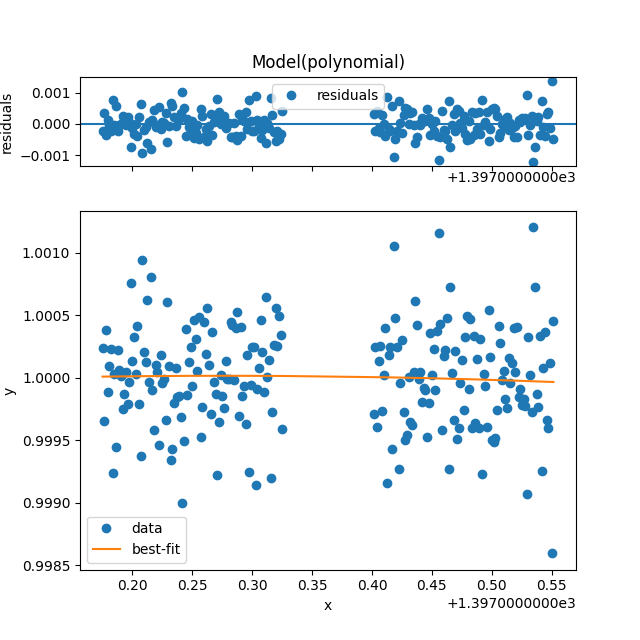 Model(polynomial)
residuals
0.001
0.000
−0.001
residuals
+1.3970000000e3
1.0010
1.0005
1.0000
0.9995
0.9990
0.9985
y
data
best-fit
0.20 0.25 0.30 0.35 0.40 0.45 0.50 0.55
x
+1.3970000000e3